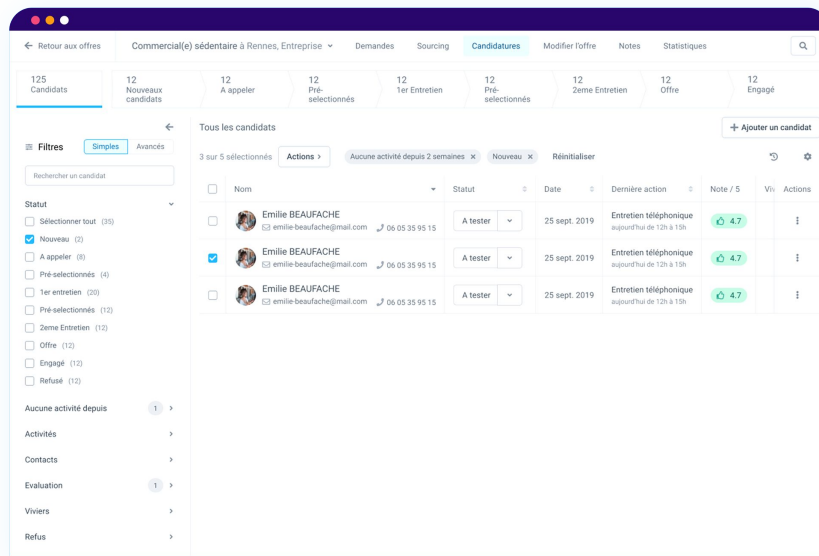 Retour aux offres
Commercial(e) sédentaire à Rennes, Entreprise
Demandes
Sourcing
Candidatures
Modifier l'offre
Notes
Statistiques
125
Candidats
12
Nouveaux
candidats
12
A appeler
12
Pré-
selectionnés
12
1er Entretien
12
Pré-
selectionnés
12
2eme Entretien
12
Offre
12
Engagé
Filtres
Simples
Avancés
Rechercher un candidat
Statut
Sélectionner tout (35)
Nouveau (2)
A appeler (8)
Pré-selectionnés (4)
1er entretien (20)
Pré-selectionnés (12)
2eme Entretien (12)
Offre (12)
Engagé (12)
Refusé (12)
Aucune activité depuis 1
Activités
Contacts
Evaluation 1
Viviers
Refus
Tous les candidats
Ajouter un candidat
3 sur 5 sélectionnés
Actions
Aucune activité depuis 2 semaines
Nouveau
Réinitialiser
Nom Statut Date Dernière action Note / 5 Viv Actions
Emilie BEAUFACHE
emilie-beaufache@mail.com 06 05 35 95 15
A tester
25 sept. 2019
Entretien téléphonique
aujourd'hui de 12h à 15h
4.7
Emilie BEAUFACHE
emilie-beaufache@mail.com 06 05 35 95 15
A tester
25 sept. 2019
Entretien téléphonique
aujourd'hui de 12h à 15h
4.7
Emilie BEAUFACHE
emilie-beaufache@mail.com 06 05 35 95 15
A tester
25 sept. 2019
Entretien téléphonique
aujourd'hui de 12h à 15h
4.7